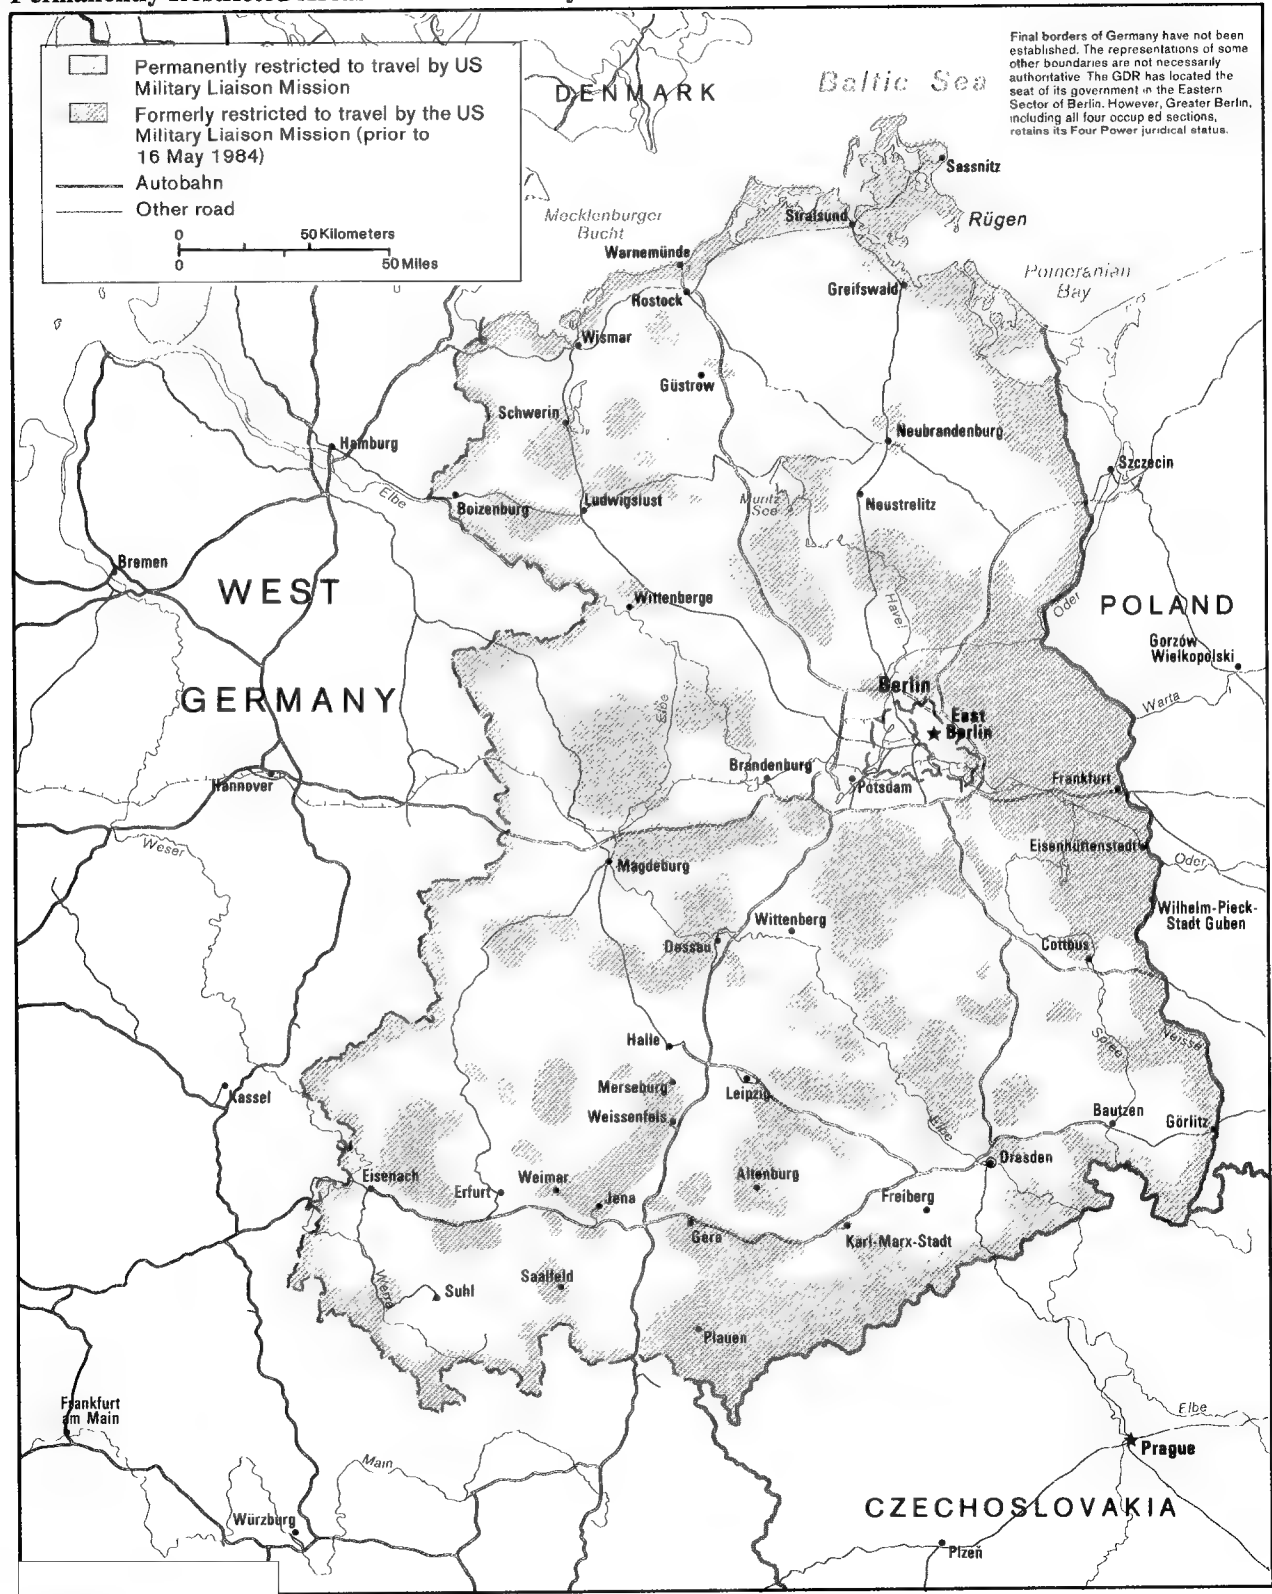 Permanently Restricted Areas
Permanently restricted to travel by US
Military Liaison Mission
Formerly restricted to travel by the US
Military Liaison Mission (prior to
16 May 1984)
Autobahn
Other road
0 50 Kilometers
0 50 Miles
Final borders of Germany have not been
established. The representations of some
other boundaries are not necessarily
authoritative The GDR has located the
seat of its government in the Eastern
Sector of Berlin. However, Greater Berlin,
including all four occup ed sections,
retains its Four Power juridical status.
DENMARK
Baltic Sea
Sassnitz
Mecklenburger
Bucht
Stralsund
Rügen
Warnemünde
Pomeranian
Bay
Rostock
Greifswald
Wismar
Güstrow
Schwerin
Neubrandenburg
Hamburg
Szczecin
Elbe
Boizenburg
Ludwigslust
Muritz
See
Neustrelitz
Bremen
WEST
Wittenberge
Havel
Oder
POLAND
Gorzów
Wielkopolski
GERMANY
Berlin
Elbe
Warta
East
Berlin
Brandenburg
Frankfurt
Hannover
Potsdam
Weser
Eisenhüttenstadt
Oder
Magdeburg
Wittenberg
Wilhelm-Pieck-
Stadt Guben
Dessau
Cottbus
Halle
Spree
Neisse
Merseburg
Kassel
Leipzig
Weissenfels
Elbe
Bautzen
Görlitz
Dresden
Eisenach
Weimar
Altenburg
Erfurt
Jena
Freiberg
Gera
Karl-Marx-Stadt
Werra
Suhl
Saalfeld
Plauen
Frankfurt
am Main
Elbe
Prague
Main
CZECHOSLOVAKIA
Würzburg
Plzeň